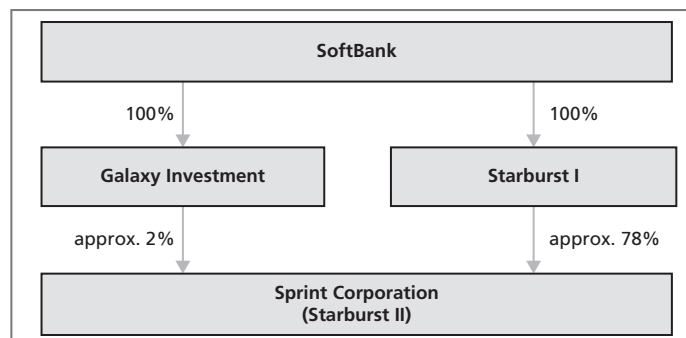 SoftBank
100%
100%
Galaxy Investment
Starburst I
approx. 2%
approx. 78%
Sprint Corporation
(Starburst II)